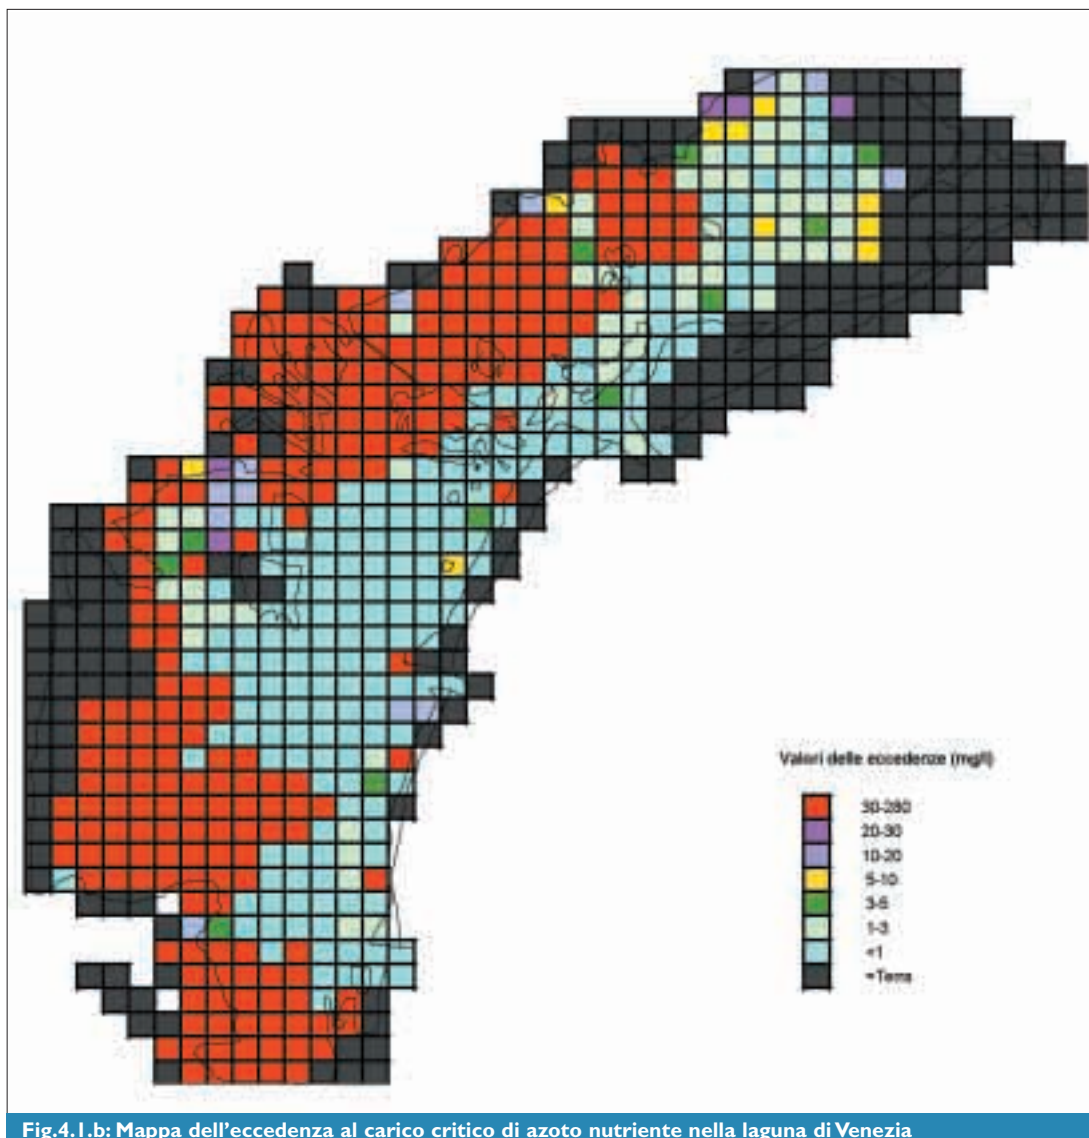 Valori delle eccedenze (mg/l)
30-280
20-30
10-20
5-10
3-5
1-3
<1
=Terra
Fig.4.1.b: Mappa dell'eccedenza al carico critico di azoto nutriente nella laguna di Venezia